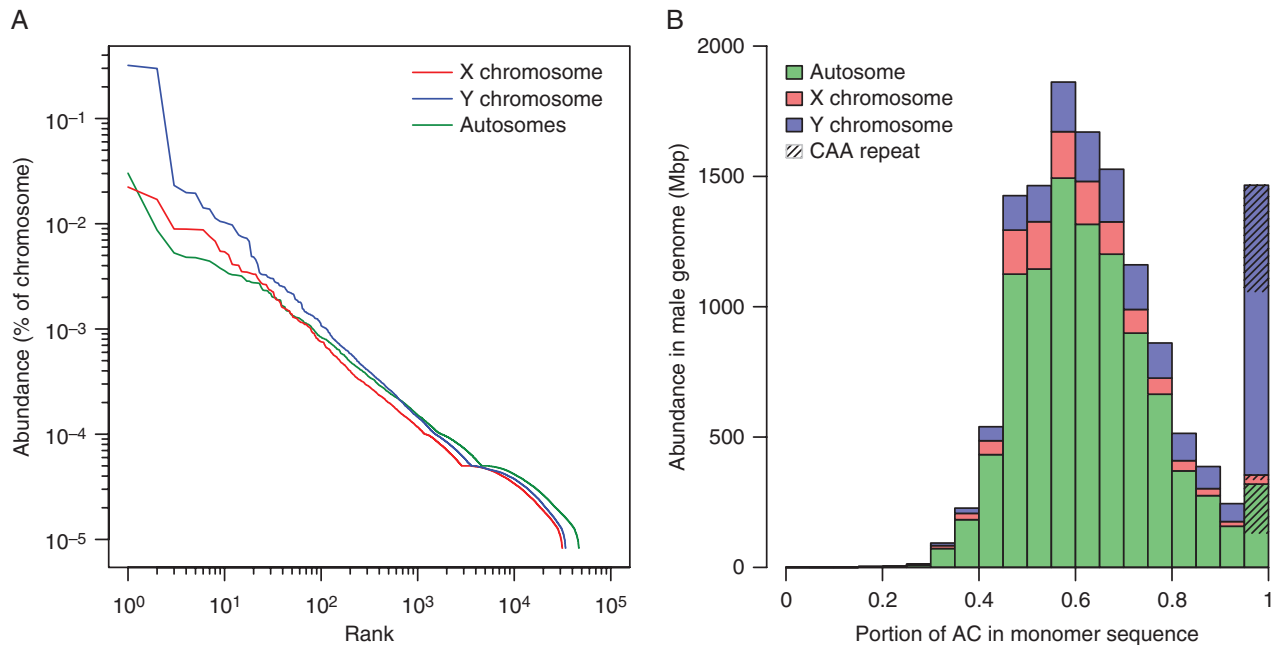 A
Abundance (% of chromosome)
10⁻¹
10⁻²
10⁻³
10⁻⁴
10⁻⁵
X chromosome
Y chromosome
Autosomes
10⁰ 10¹ 10² 10³ 10⁴ 10⁵
Rank
B
Abundance in male genome (Mbp)
2000
1500
1000
500
0
Autosome
X chromosome
Y chromosome
CAA repeat
0 0.2 0.4 0.6 0.8 1
Portion of AC in monomer sequence